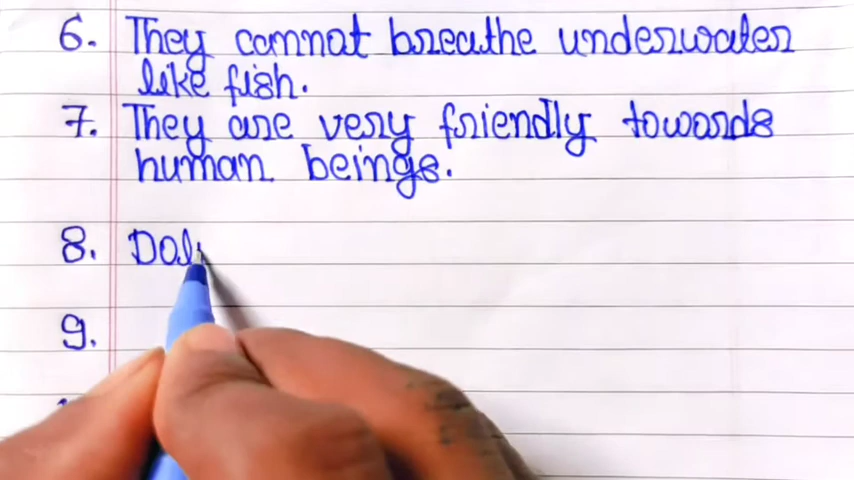 6. They cannot breathe underwater
like fish.
7. They are very friendly towards
human beings.
8. Dol
9.